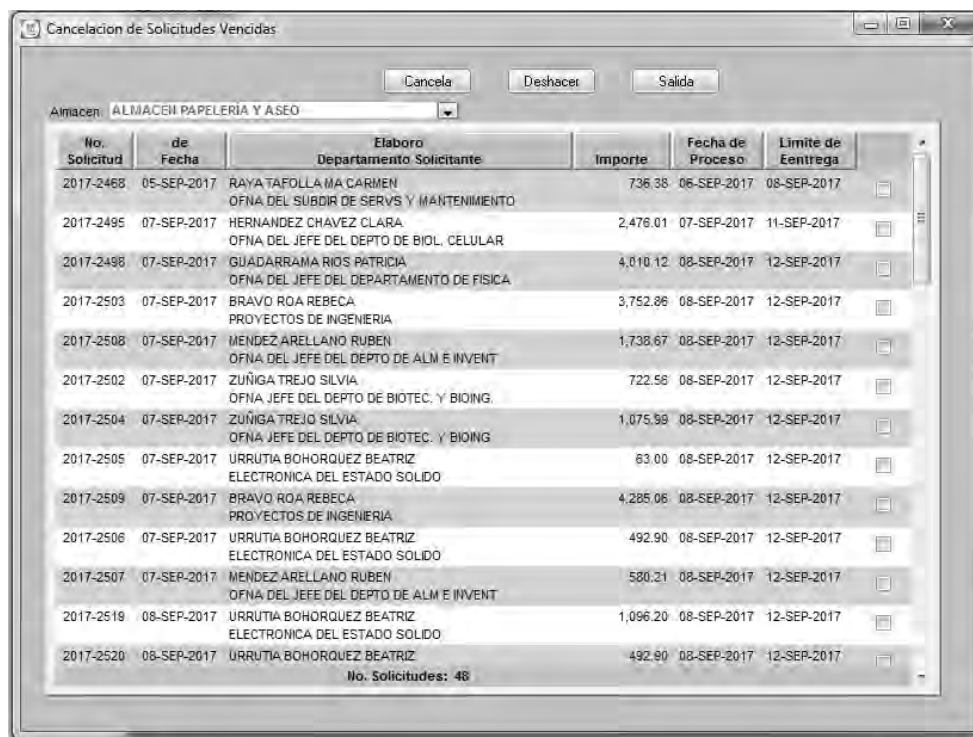 Cancelacion de Solicitudes Vencidas
Cancela Deshacer Salida
Almacen: ALMACEN PAPELERÍA Y ASEO
No. Solicitud de Fecha Elaboro Departamento Solicitante Importe Fecha de Proceso Limite de Eentrega
2017-2468 05-SEP-2017 RAYA TAFOLLA MA CARMEN 736.38 06-SEP-2017 08-SEP-2017
OFNA DEL SUBDIR DE SERVS Y MANTENIMIENTO
2017-2495 07-SEP-2017 HERNANDEZ CHAVEZ CLARA 2,476.01 07-SEP-2017 11-SEP-2017
OFNA DEL JEFE DEL DEPTO DE BIOL. CELULAR
2017-2498 07-SEP-2017 GUADARRAMA RIOS PATRICIA 4,010.12 08-SEP-2017 12-SEP-2017
OFNA DEL JEFE DEL DEPARTAMENTO DE FISICA
2017-2503 07-SEP-2017 BRAVO ROA REBECA 3,752.86 08-SEP-2017 12-SEP-2017
PROYECTOS DE INGENIERIA
2017-2508 07-SEP-2017 MENDEZ ARELLANO RUBEN 1,738.67 08-SEP-2017 12-SEP-2017
OFNA DEL JEFE DEL DEPTO DE ALM E INVENT
2017-2502 07-SEP-2017 ZUÑIGA TREJO SILVIA 722.56 08-SEP-2017 12-SEP-2017
OFNA JEFE DEL DEPTO DE BIOTEC. Y BIOING.
2017-2504 07-SEP-2017 ZUÑIGA TREJO SILVIA 1,075.99 08-SEP-2017 12-SEP-2017
OFNA JEFE DEL DEPTO DE BIOTEC. Y BIOING.
2017-2505 07-SEP-2017 URRUTIA BOHORQUEZ BEATRIZ 63.00 08-SEP-2017 12-SEP-2017
ELECTRONICA DEL ESTADO SOLIDO
2017-2509 07-SEP-2017 BRAVO ROA REBECA 4,285.06 08-SEP-2017 12-SEP-2017
PROYECTOS DE INGENIERIA
2017-2506 07-SEP-2017 URRUTIA BOHORQUEZ BEATRIZ 492.90 08-SEP-2017 12-SEP-2017
ELECTRONICA DEL ESTADO SOLIDO
2017-2507 07-SEP-2017 MENDEZ ARELLANO RUBEN 580.21 08-SEP-2017 12-SEP-2017
OFNA DEL JEFE DEL DEPTO DE ALM E INVENT
2017-2519 08-SEP-2017 URRUTIA BOHORQUEZ BEATRIZ 1,096.20 08-SEP-2017 12-SEP-2017
ELECTRONICA DEL ESTADO SOLIDO
2017-2520 08-SEP-2017 URRUTIA BOHORQUEZ BEATRIZ 492.90 08-SEP-2017 12-SEP-2017
No. Solicitudes: 48